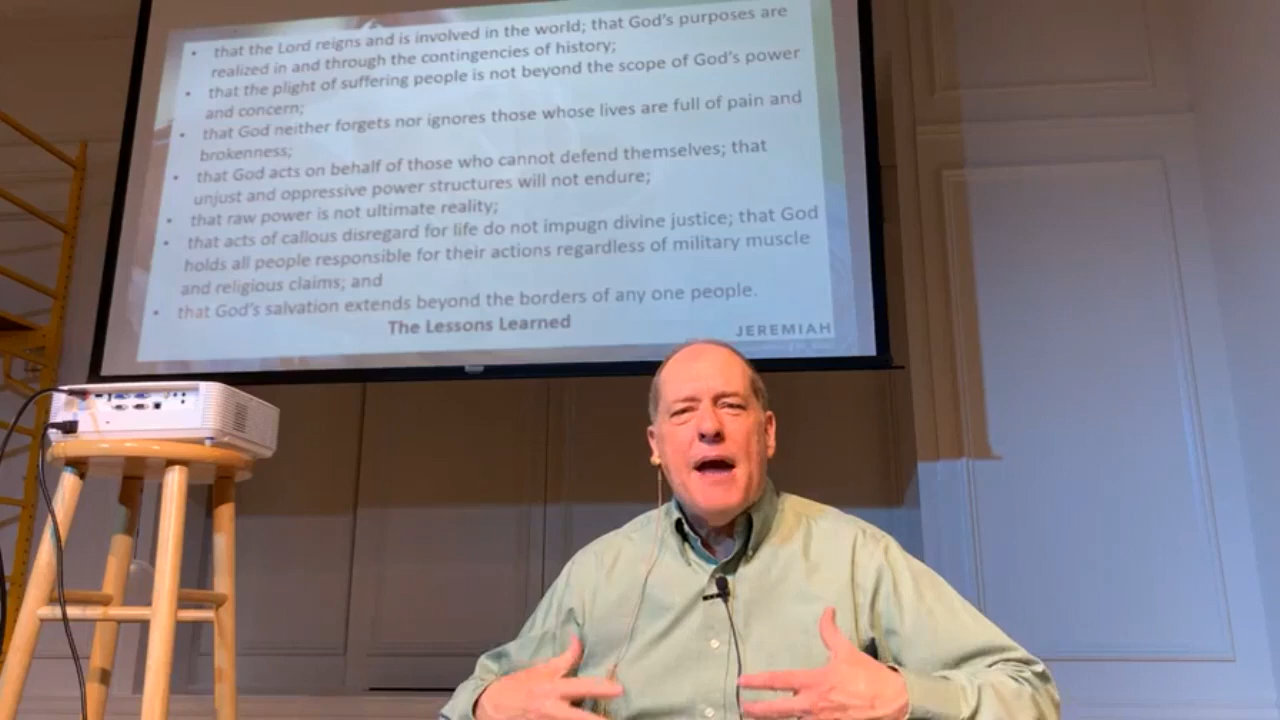 • that the Lord reigns and is involved in the world; that God's purposes are
realized in and through the contingencies of history;
• that the plight of suffering people is not beyond the scope of God's power
and concern;
• that God neither forgets nor ignores those whose lives are full of pain and
brokenness;
• that God acts on behalf of those who cannot defend themselves; that
unjust and oppressive power structures will not endure;
• that raw power is not ultimate reality;
• that acts of callous disregard for life do not impugn divine justice; that God
holds all people responsible for their actions regardless of military muscle
and religious claims; and
• that God's salvation extends beyond the borders of any one people.
The Lessons Learned
JEREMIAH